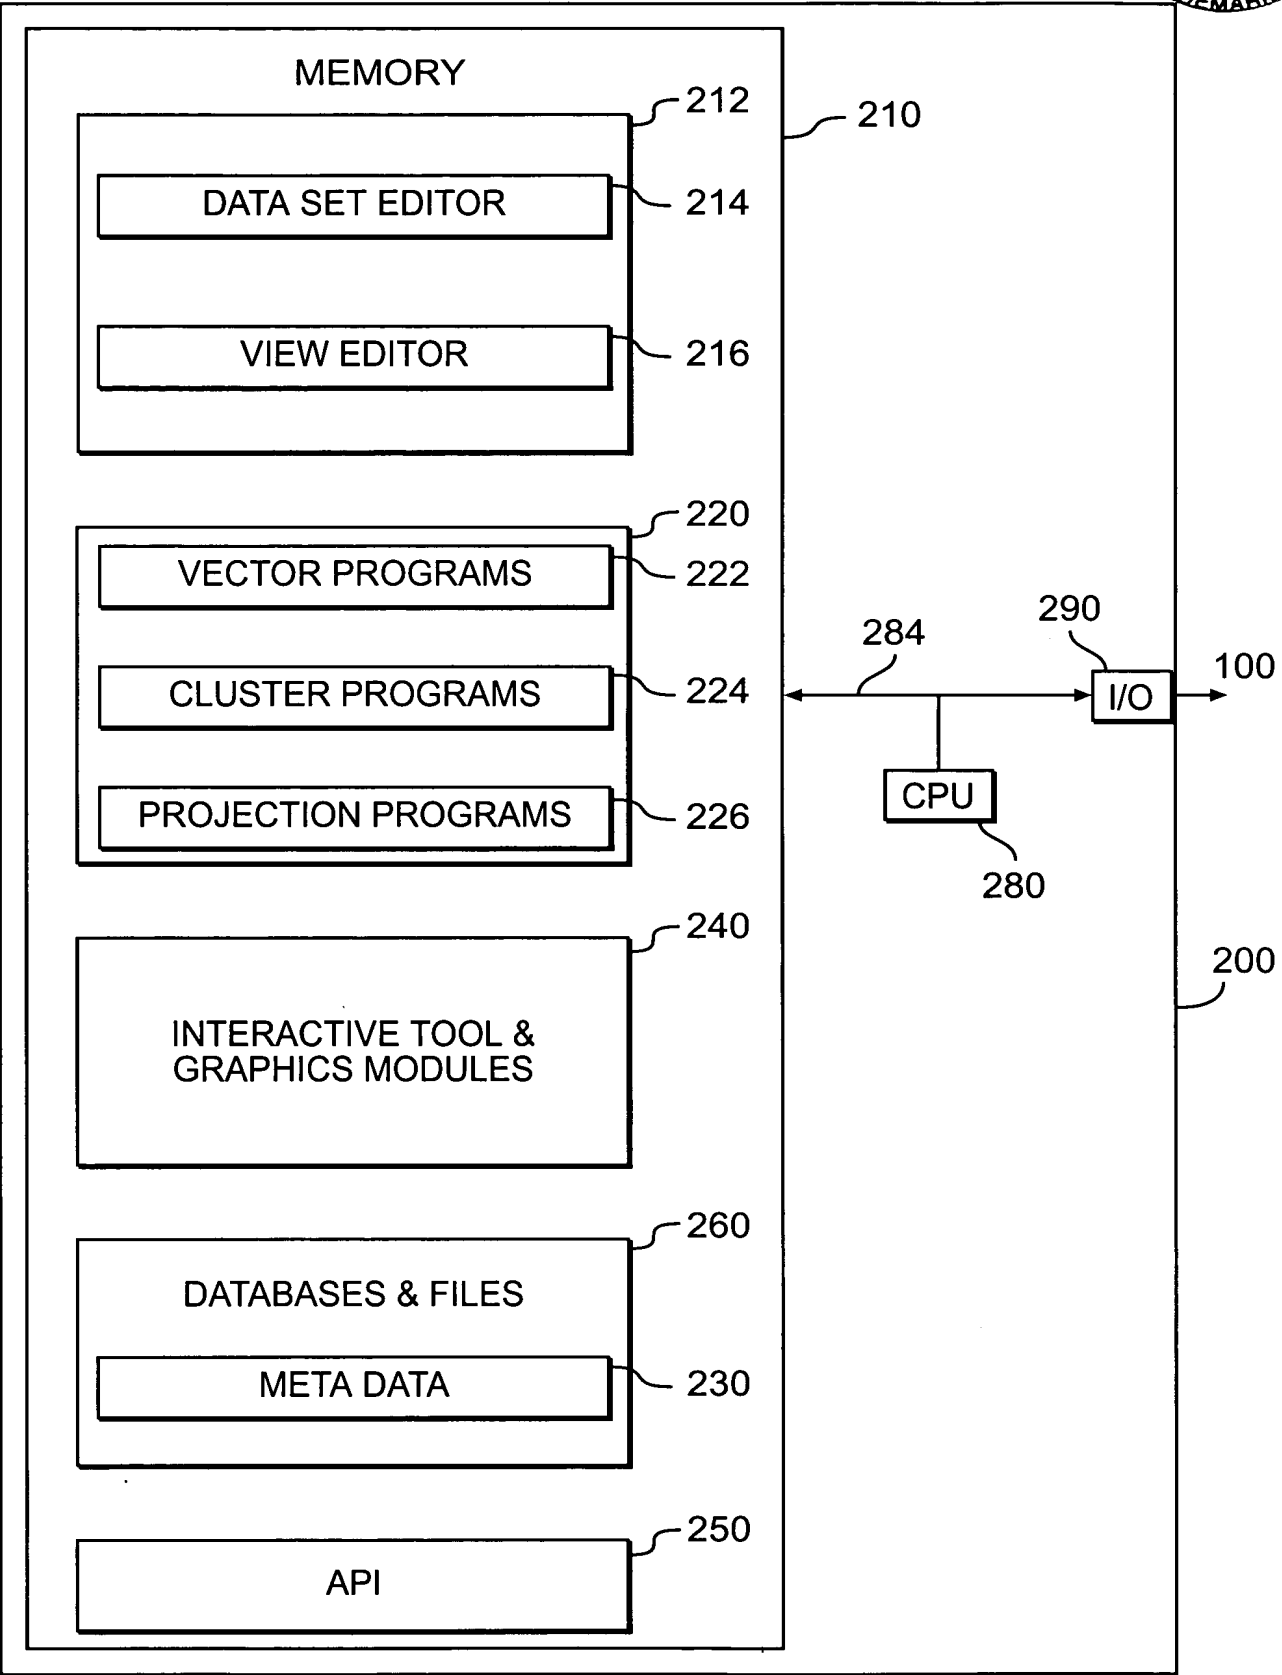 MEMORY
212
210
DATA SET EDITOR
214
VIEW EDITOR
216
220
VECTOR PROGRAMS
222
CLUSTER PROGRAMS
224
PROJECTION PROGRAMS
226
284
290
I/O
100
CPU
280
240
200
INTERACTIVE TOOL &
GRAPHICS MODULES
260
DATABASES & FILES
META DATA
230
250
API